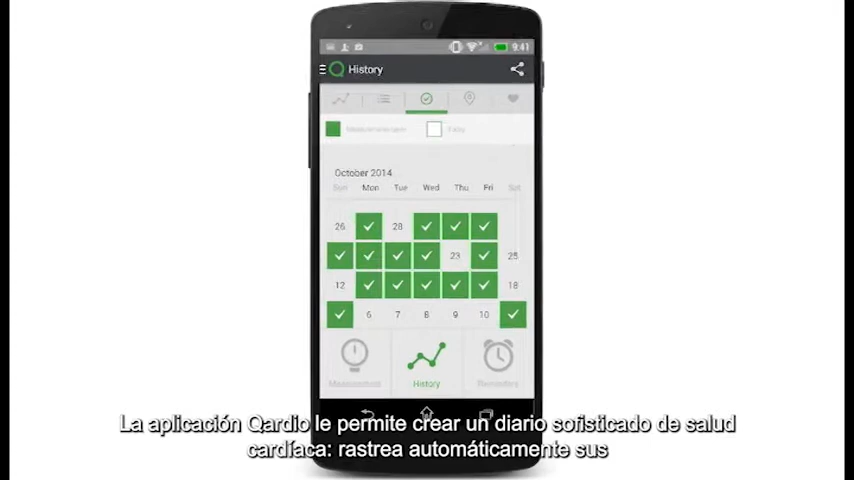 9:41
History
October 2014
Sun Mon Tue Wed Thu Fri Sat
26 28
23 25
12 18
6 7 8 9 10
Measurement History Reminders
La aplicación Qardio le permite crear un diario sofisticado de salud
cardíaca: rastrea automáticamente sus